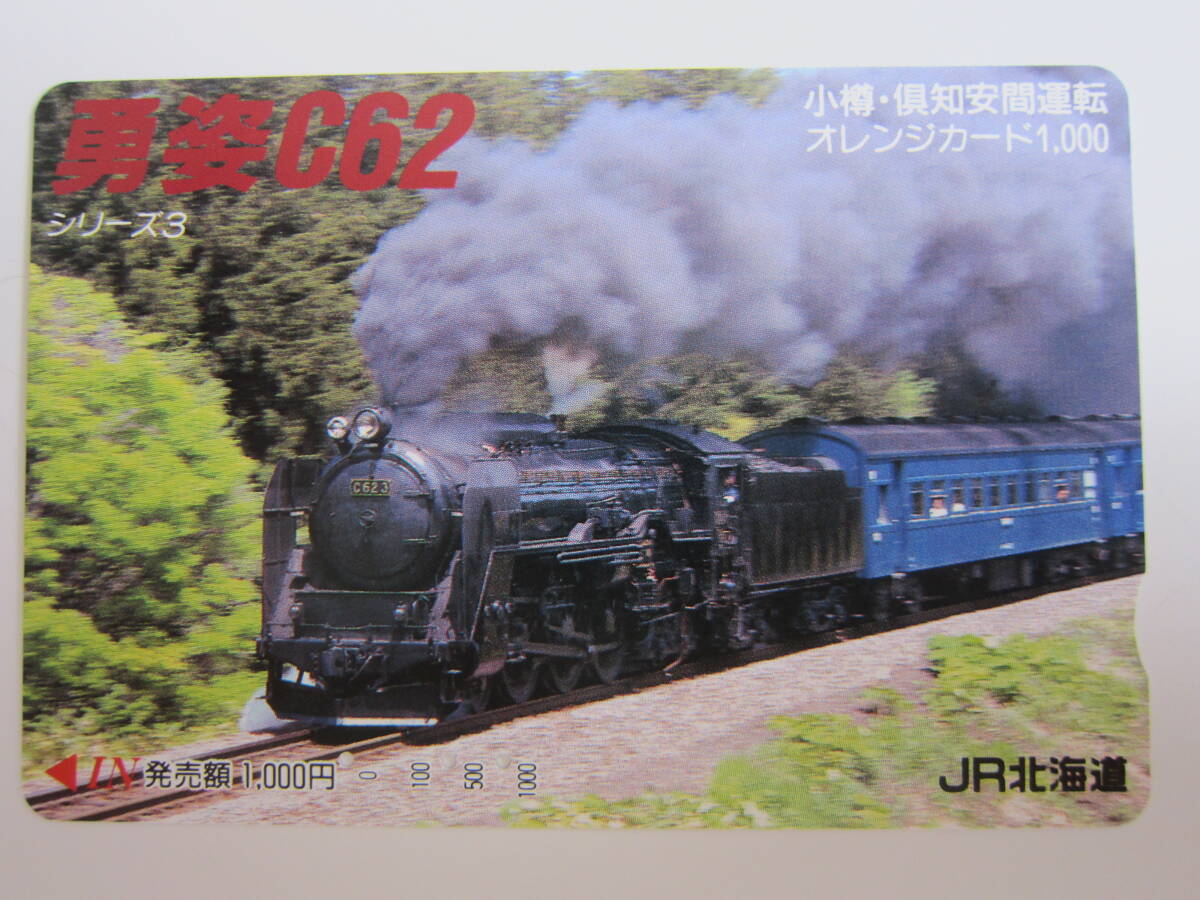 勇姿C62
シリーズ3
小樽・倶知安間運転
オレンジカード1,000
C623
IN 発売額1,000円 0 100 500 1000
JR北海道